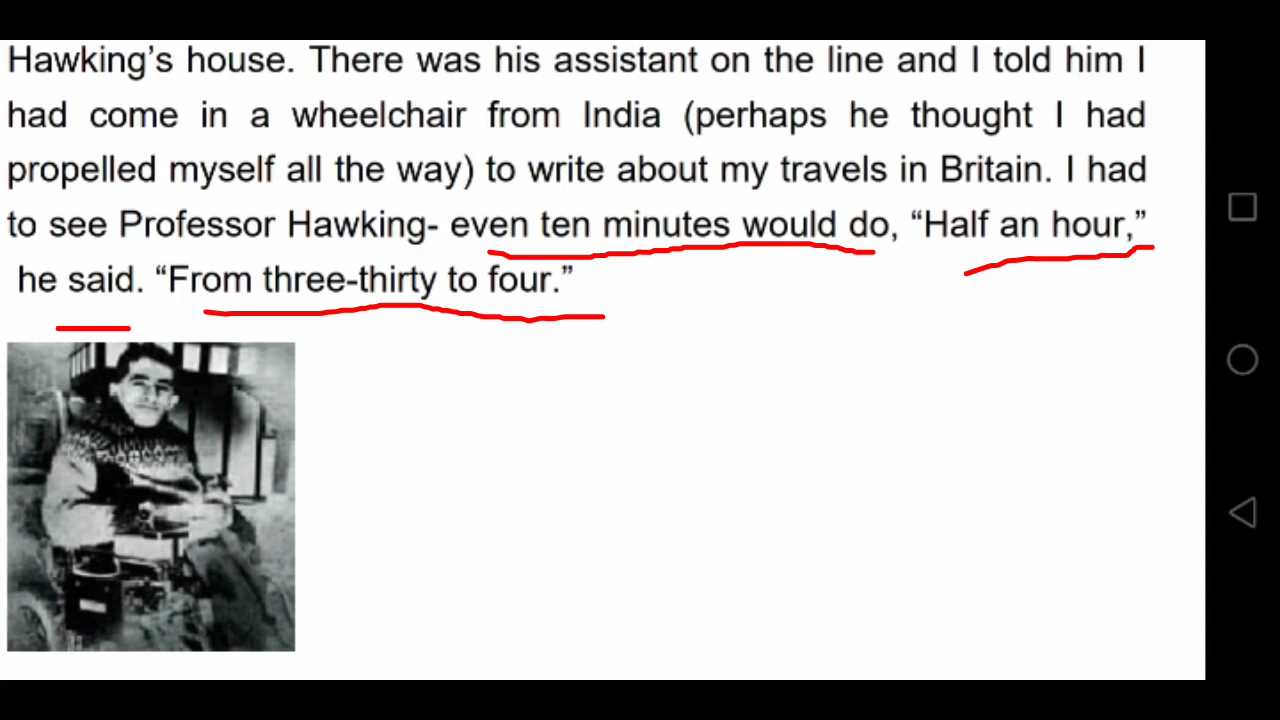 Hawking’s house. There was his assistant on the line and I told him I
had come in a wheelchair from India (perhaps he thought I had
propelled myself all the way) to write about my travels in Britain. I had
to see Professor Hawking- even ten minutes would do, “Half an hour,”
he said. “From three-thirty to four.”